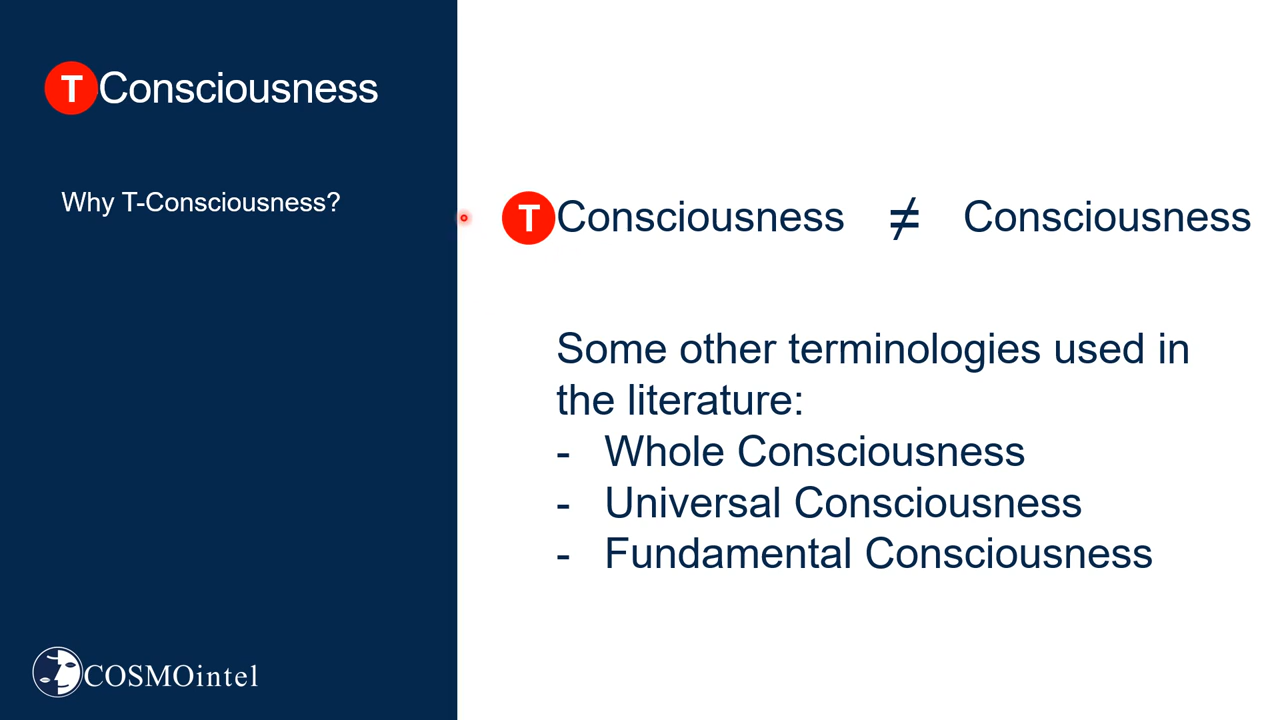 T Consciousness
Why T-Consciousness?
T Consciousness ≠ Consciousness
Some other terminologies used in
the literature:
- Whole Consciousness
- Universal Consciousness
- Fundamental Consciousness
COSMOintel